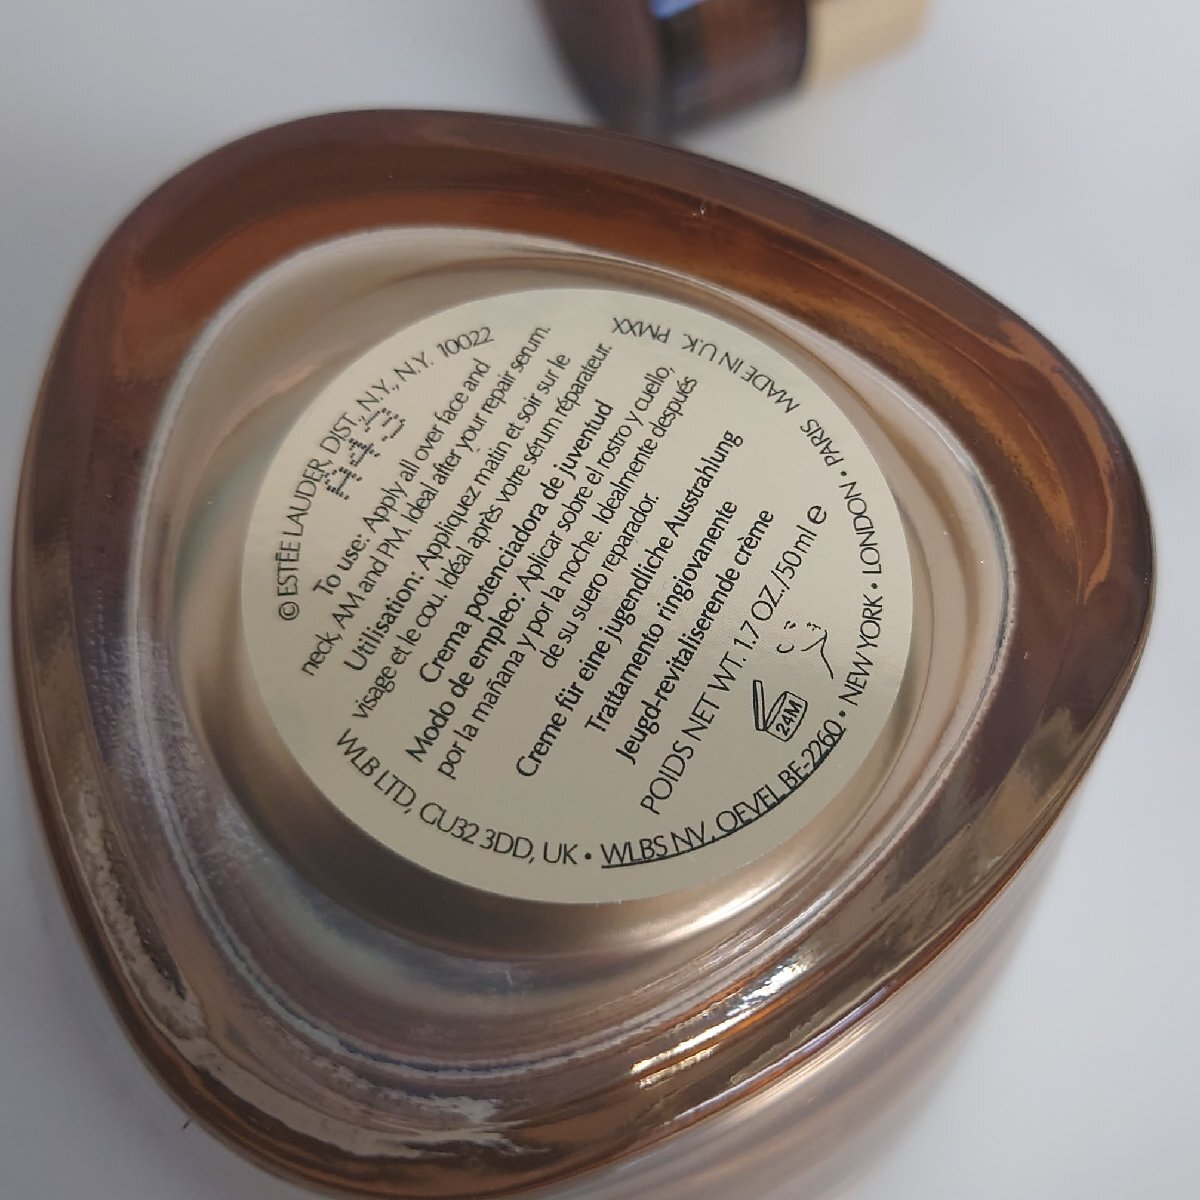 © ESTÉE LAUDER DIST., N.Y., N.Y. 10022
A43
To use: Apply all over face and
neck, AM and PM. Ideal after your repair serum.
Utilisation: Appliquez matin et soir sur le
visage et le cou. Idéal après votre sérum réparateur.
Crema potenciadora de juventud
Modo de empleo: Aplicar sobre el rostro y cuello,
por la mañana y por la noche. Idealmente después
de su suero reparador.
Creme für eine jugendliche Ausstrahlung
Trattamento ringiovanente
Jeugd-revitaliserende crème
POIDS NET WT. 1.7 OZ./50 ml e
24M
WLB LTD, GU32 3DD, UK • WLBS NV, OEVEL BE-2260 • NEW YORK • LONDON • PARIS MADE IN U.K. PMXX